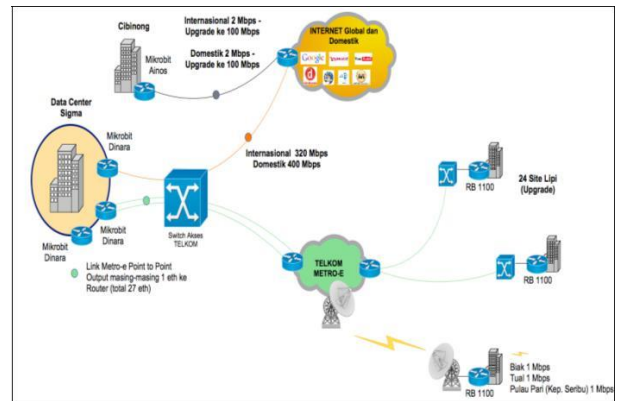 Cibinong
Internasional 2 Mbps -
Upgrade ke 100 Mbps
Domestik 2 Mbps -
Upgrade ke 100 Mbps
INTERNET Global dan
Domestik
Google
YAHOO!
YouTube
Mikrobit
Ainos
Data Center
Sigma
Mikrobit
Dinara
Internasional 320 Mbps
Domestik 400 Mbps
24 Site Lipi
(Upgrade)
RB 1100
Mikrobit
Dinara
Switch Akses
TELKOM
Mikrobit
Dinara
Link Metro-e Point to Point
Output masing-masing 1 eth ke
Router (total 27 eth)
TELKOM
METRO-E
RB 1100
RB 1100
Biak 1 Mbps
Tual 1 Mbps
Pulau Pari (Kep. Seribu) 1 Mbps